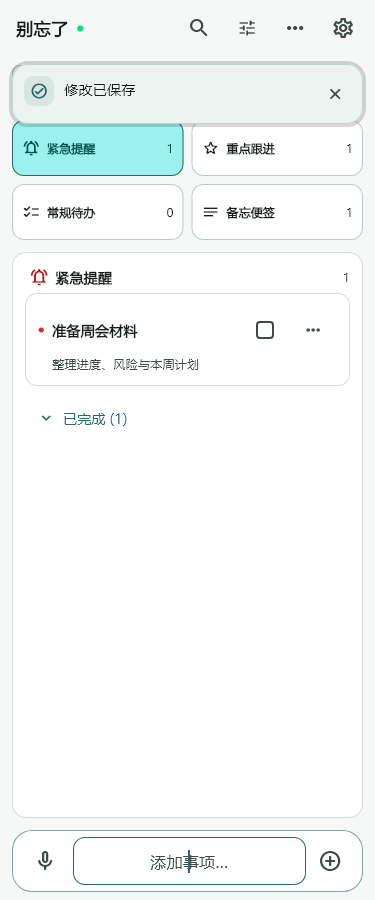 别忘了
修改已保存
紧急提醒 1
重点跟进 1
常规待办 0
备忘便签 1
紧急提醒 1
准备周会材料
整理进度、风险与本周计划
已完成 (1)
添加事项...